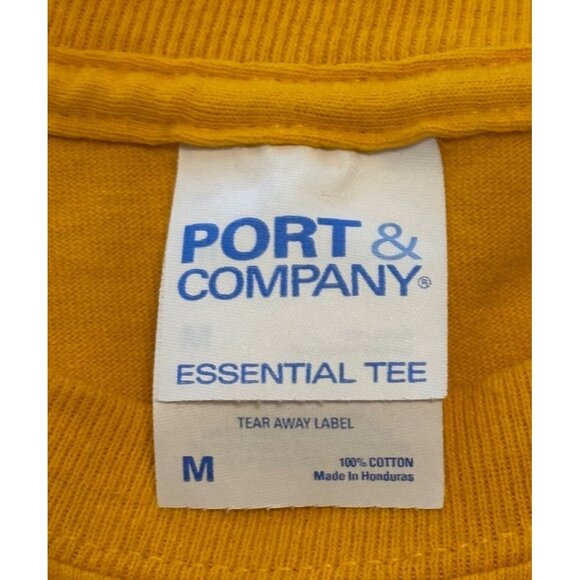 PORT &
COMPANY®
ESSENTIAL TEE
TEAR AWAY LABEL
M
100% COTTON
Made In Honduras